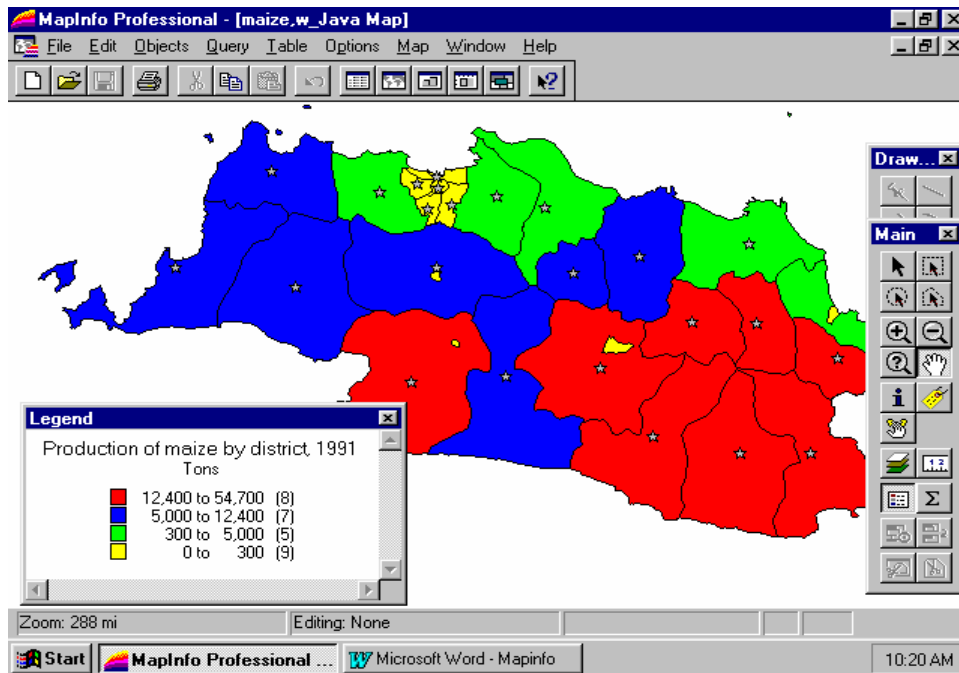 MapInfo Professional - [maize,w_Java Map]
File Edit Objects Query Table Options Map Window Help
Draw...
Main
Legend
Production of maize by district, 1991
Tons
12,400 to 54,700 (8)
5,000 to 12,400 (7)
300 to 5,000 (5)
0 to 300 (9)
Zoom: 288 mi Editing: None
Start MapInfo Professional ... Microsoft Word - Mapinfo 10:20 AM